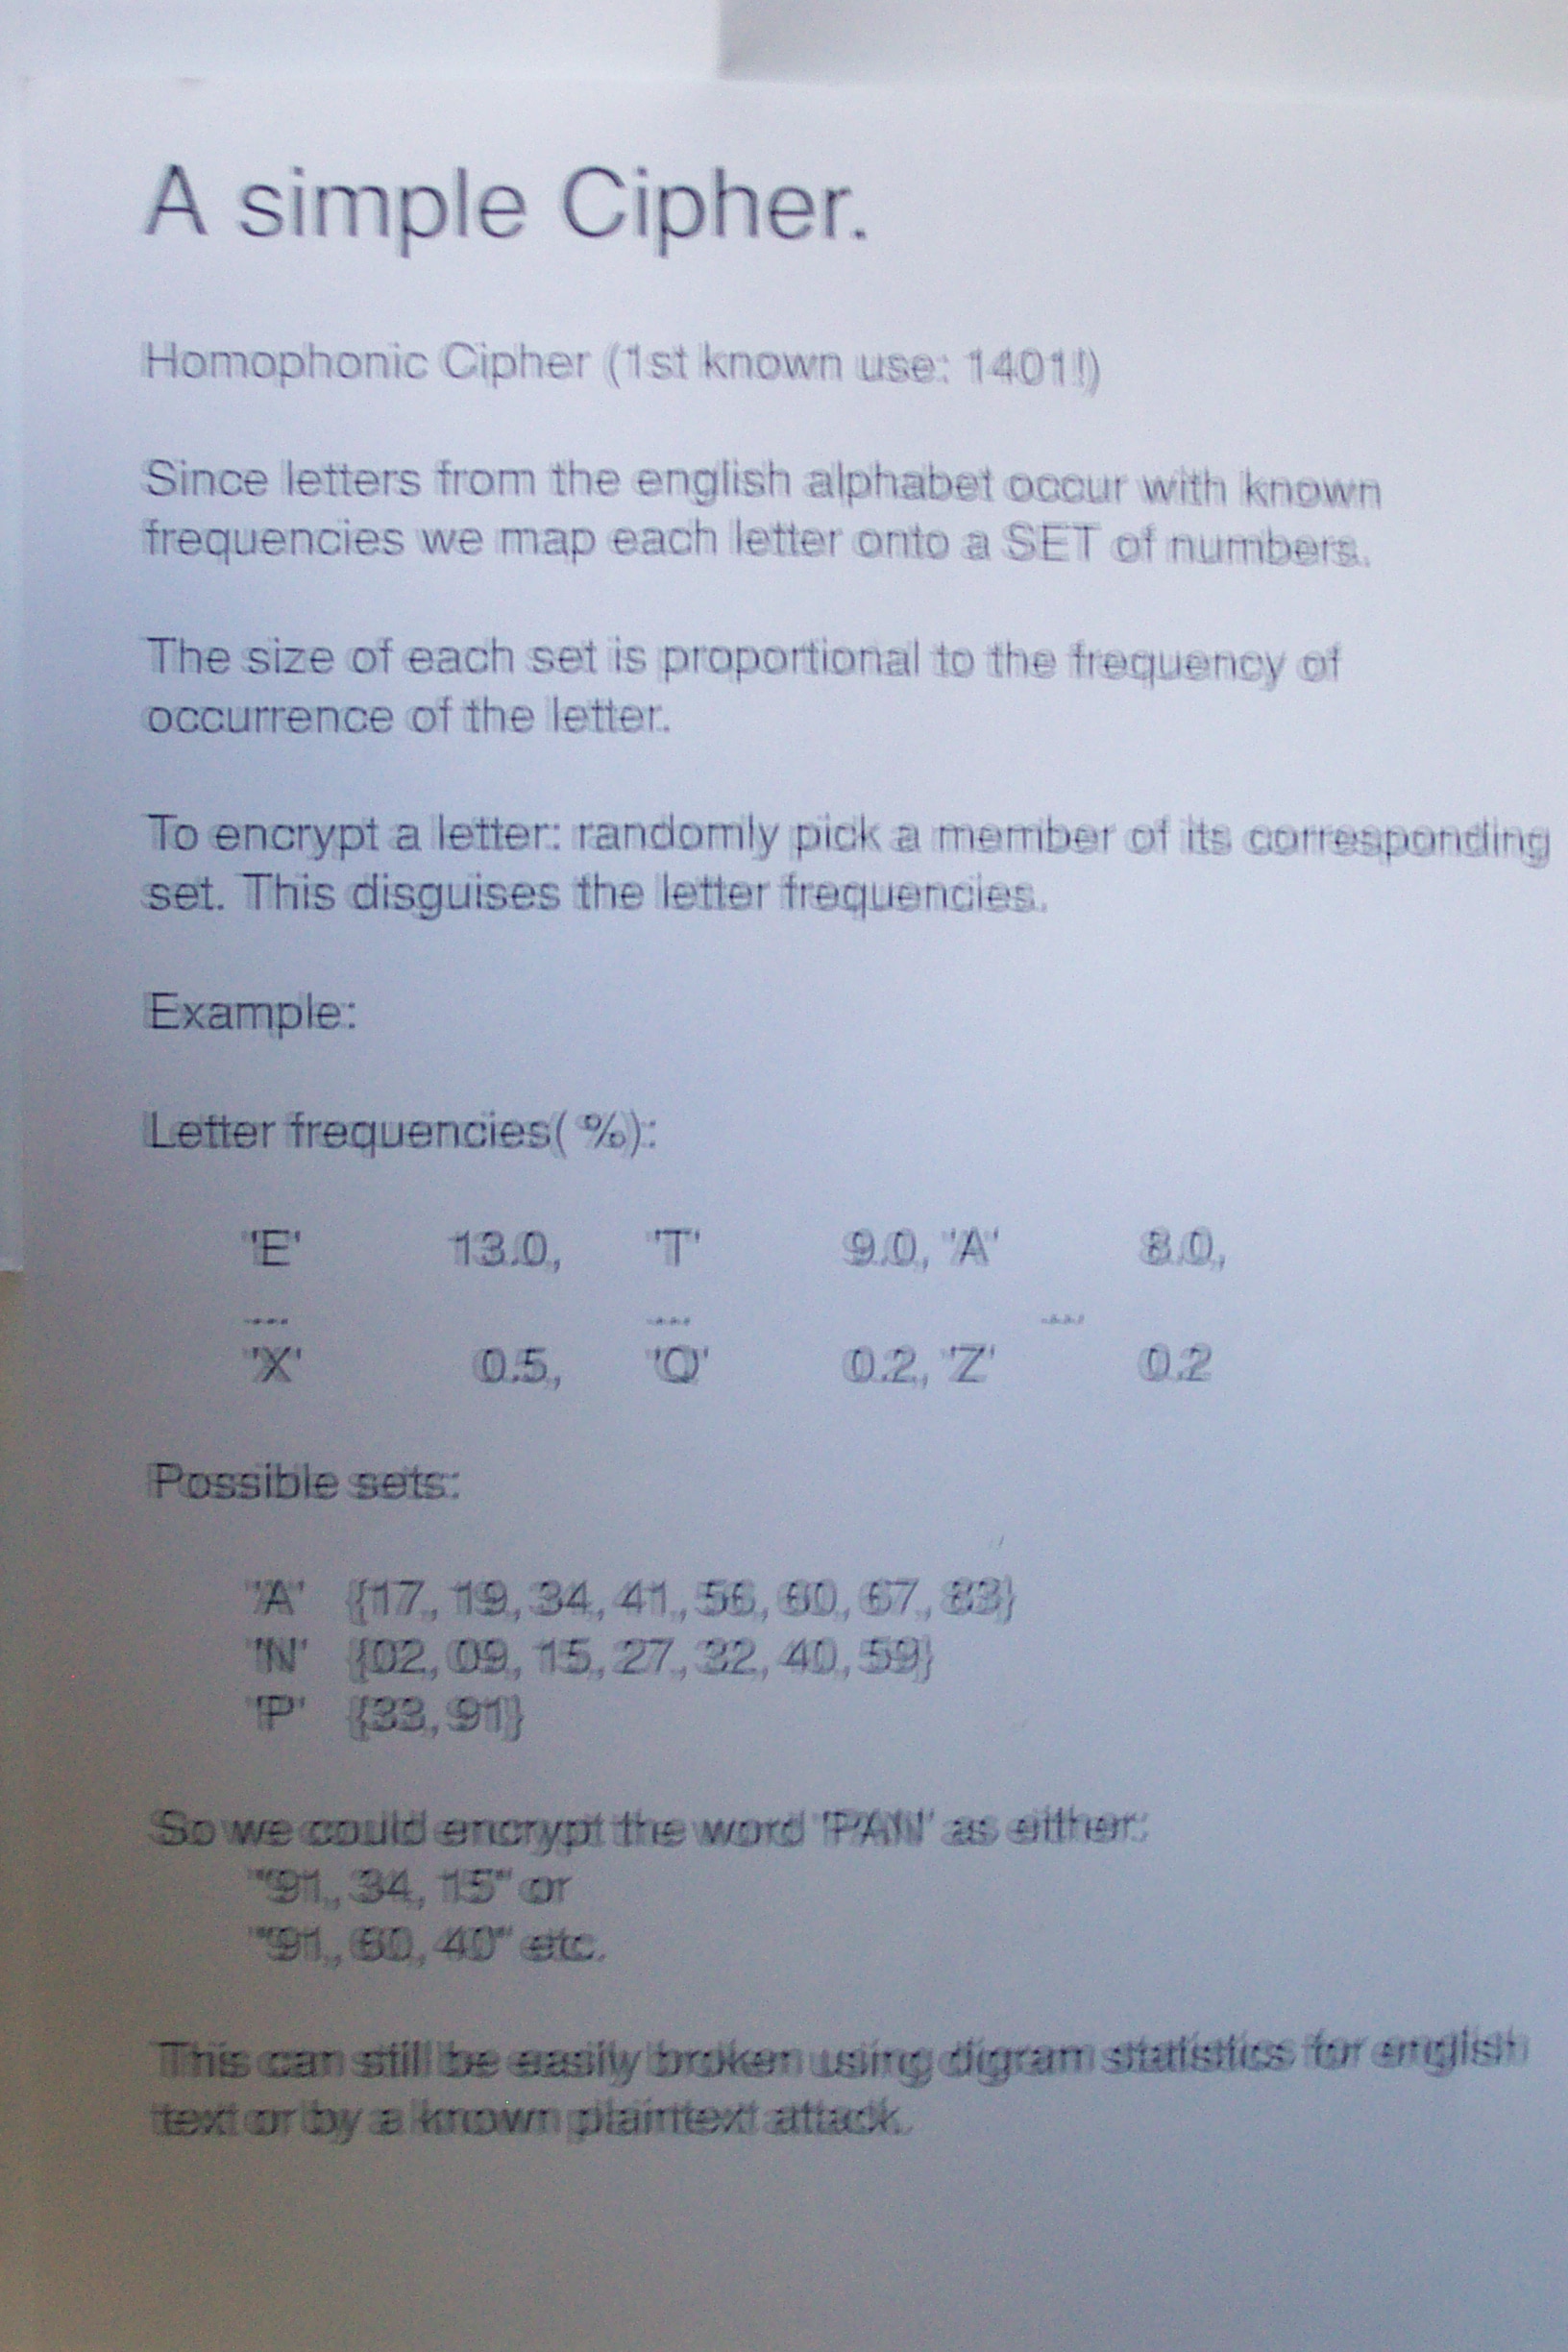 A simple Cipher.
Homophonic Cipher (1st known use: 1401!)
Since letters from the english alphabet occur with known
frequencies we map each letter onto a SET of numbers.
The size of each set is proportional to the frequency of
occurrence of the letter.
To encrypt a letter: randomly pick a member of its corresponding
set. This disguises the letter frequencies.
Example:
Letter frequencies( %):
'E' 13.0, 'T' 9.0, 'A' 8.0,
... ... ...
'X' 0.5, 'Q' 0.2, 'Z' 0.2
Possible sets:
'A' {17, 19, 34, 41, 56, 60, 67, 83}
'N' {02, 09, 15, 27, 32, 40, 59}
'P' {33, 91}
So we could encrypt the word 'PAN' as either:
"91, 34, 15" or
"91, 60, 40" etc.
This can still be easily broken using digram statistics for english
text or by a known plaintext attack.